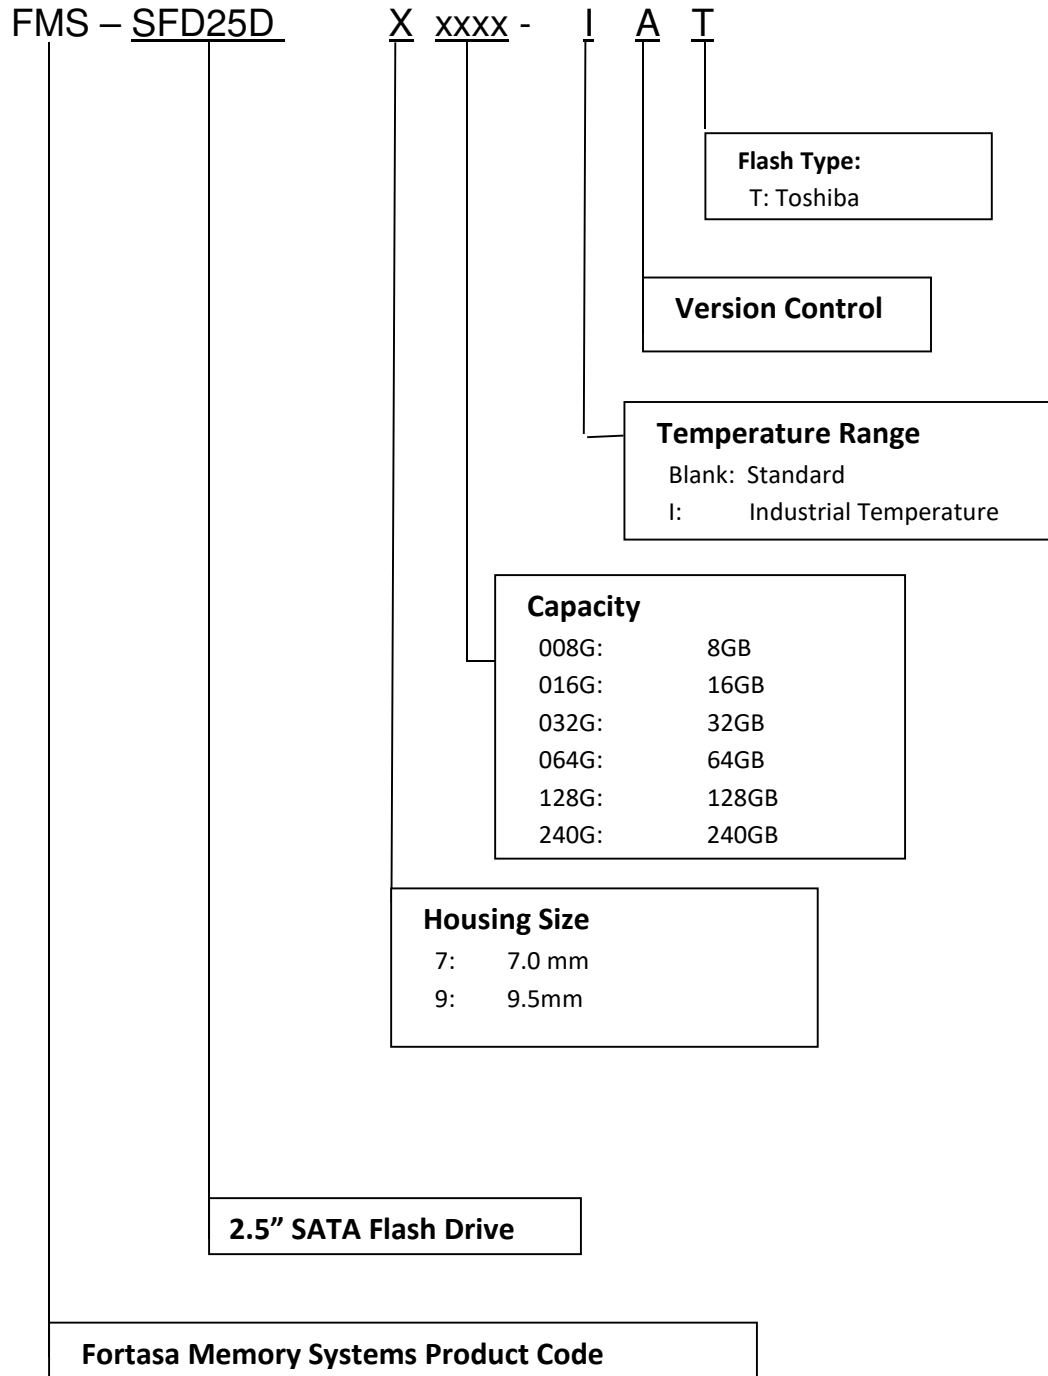 FMS – SFD25D X xxxx - I A T
Flash Type:
T: Toshiba
Version Control
Temperature Range
Blank: Standard
I: Industrial Temperature
Capacity
008G: 8GB
016G: 16GB
032G: 32GB
064G: 64GB
128G: 128GB
240G: 240GB
Housing Size
7: 7.0 mm
9: 9.5mm
2.5” SATA Flash Drive
Fortasa Memory Systems Product Code